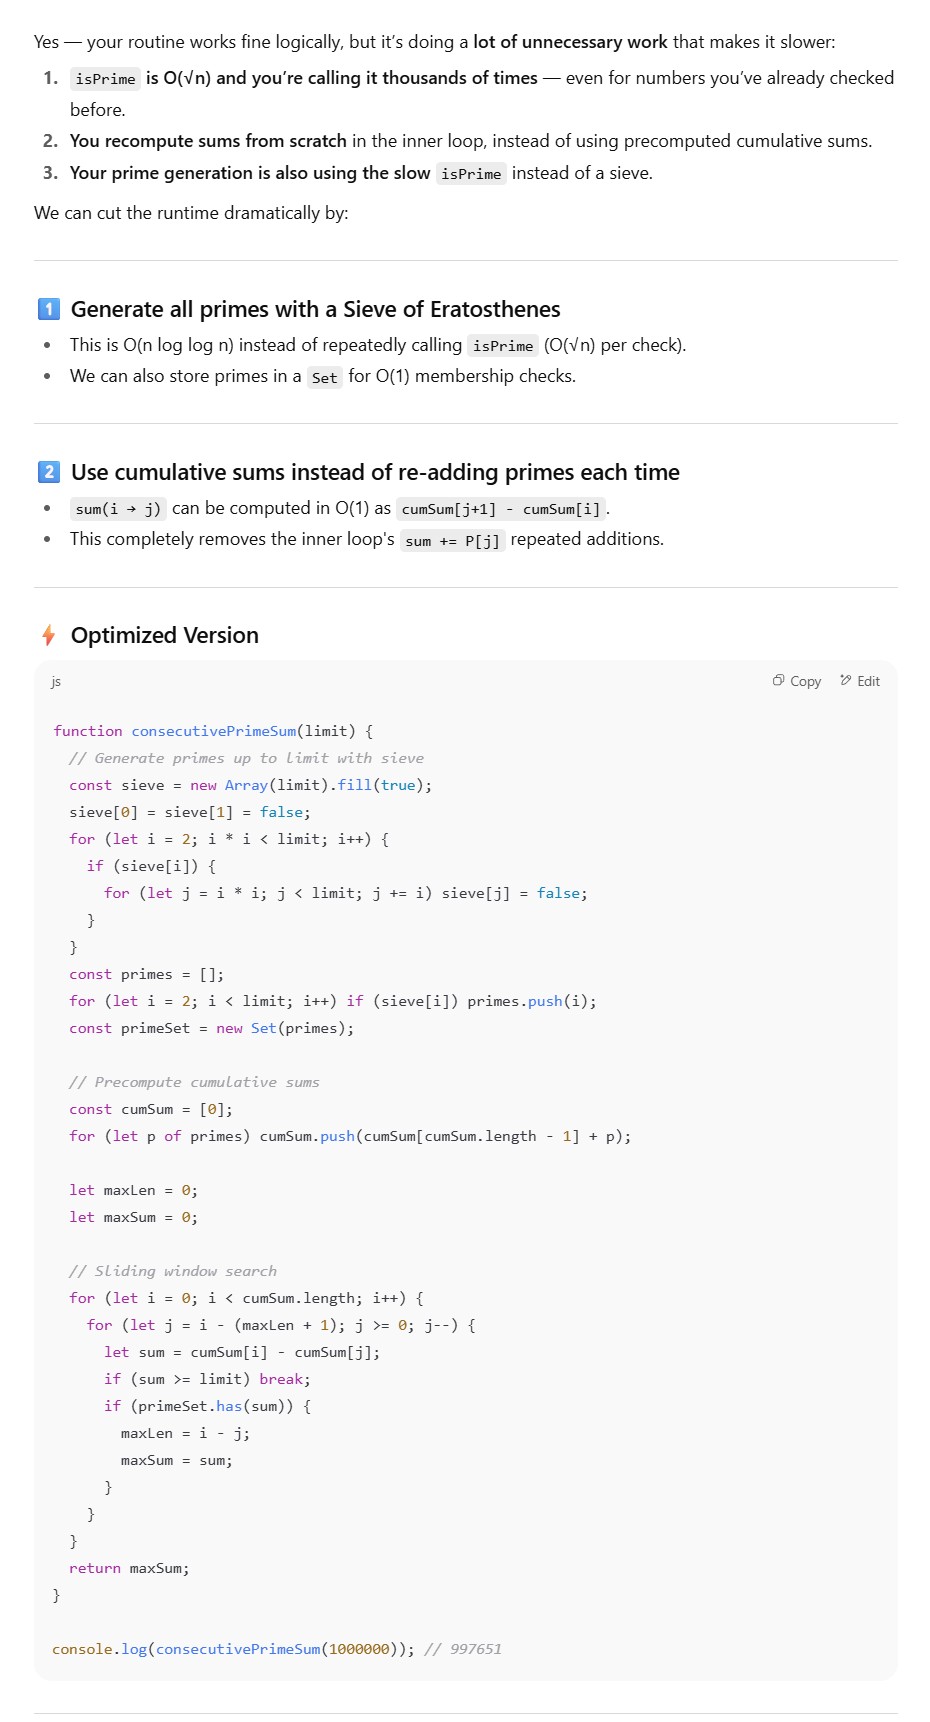 Yes — your routine works fine logically, but it's doing a lot of unnecessary work that makes it slower:
1. isPrime is O(√n) and you're calling it thousands of times — even for numbers you've already checked
before.
2. You recompute sums from scratch in the inner loop, instead of using precomputed cumulative sums.
3. Your prime generation is also using the slow isPrime instead of a sieve.
We can cut the runtime dramatically by:
1️⃣ Generate all primes with a Sieve of Eratosthenes
• This is O(n log log n) instead of repeatedly calling isPrime (O(√n) per check).
• We can also store primes in a Set for O(1) membership checks.
2️⃣ Use cumulative sums instead of re-adding primes each time
• sum(i → j) can be computed in O(1) as cumSum[j+1] - cumSum[i].
• This completely removes the inner loop's sum += P[j] repeated additions.
⚡ Optimized Version
js Copy Edit
function consecutivePrimeSum(limit) {
  // Generate primes up to limit with sieve
  const sieve = new Array(limit).fill(true);
  sieve[0] = sieve[1] = false;
  for (let i = 2; i * i < limit; i++) {
    if (sieve[i]) {
      for (let j = i * i; j < limit; j += i) sieve[j] = false;
    }
  }
  const primes = [];
  for (let i = 2; i < limit; i++) if (sieve[i]) primes.push(i);
  const primeSet = new Set(primes);
  // Precompute cumulative sums
  const cumSum = [0];
  for (let p of primes) cumSum.push(cumSum[cumSum.length - 1] + p);
  let maxLen = 0;
  let maxSum = 0;
  // Sliding window search
  for (let i = 0; i < cumSum.length; i++) {
    for (let j = i - (maxLen + 1); j >= 0; j--) {
      let sum = cumSum[i] - cumSum[j];
      if (sum >= limit) break;
      if (primeSet.has(sum)) {
        maxLen = i - j;
        maxSum = sum;
      }
    }
  }
  return maxSum;
}
console.log(consecutivePrimeSum(1000000)); // 997651